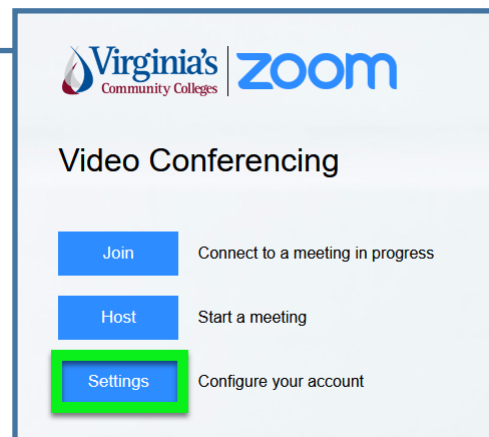 Virginia's
Community Colleges
zoom
Video Conferencing
Join Connect to a meeting in progress
Host Start a meeting
Settings Configure your account